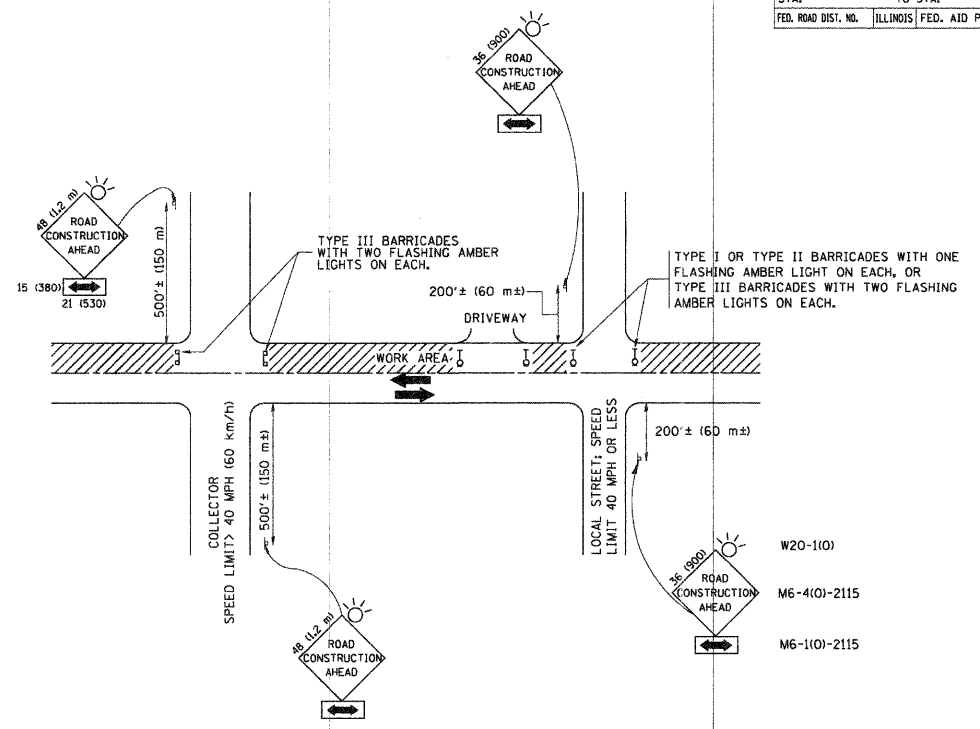 FED. ROAD DIST. NO. ILLINOIS FED. AID P
36 (900)
ROAD
CONSTRUCTION
AHEAD
48 (1.2 m)
ROAD
CONSTRUCTION
AHEAD
15 (380)
21 (530)
500'± (150 m)
TYPE III BARRICADES
WITH TWO FLASHING AMBER
LIGHTS ON EACH.
200'± (60 m±)
DRIVEWAY
TYPE I OR TYPE II BARRICADES WITH ONE
FLASHING AMBER LIGHT ON EACH. OR
TYPE III BARRICADES WITH TWO FLASHING
AMBER LIGHTS ON EACH.
WORK AREA
COLLECTOR
SPEED LIMIT> 40 MPH (60 km/h)
500'± (150 m±)
LOCAL STREET: SPEED
LIMIT 40 MPH OR LESS
200'± (60 m±)
48 (1.2 m)
ROAD
CONSTRUCTION
AHEAD
36 (900)
ROAD
CONSTRUCTION
AHEAD
W20-1(O)
M6-4(O)-2115
M6-1(O)-2115